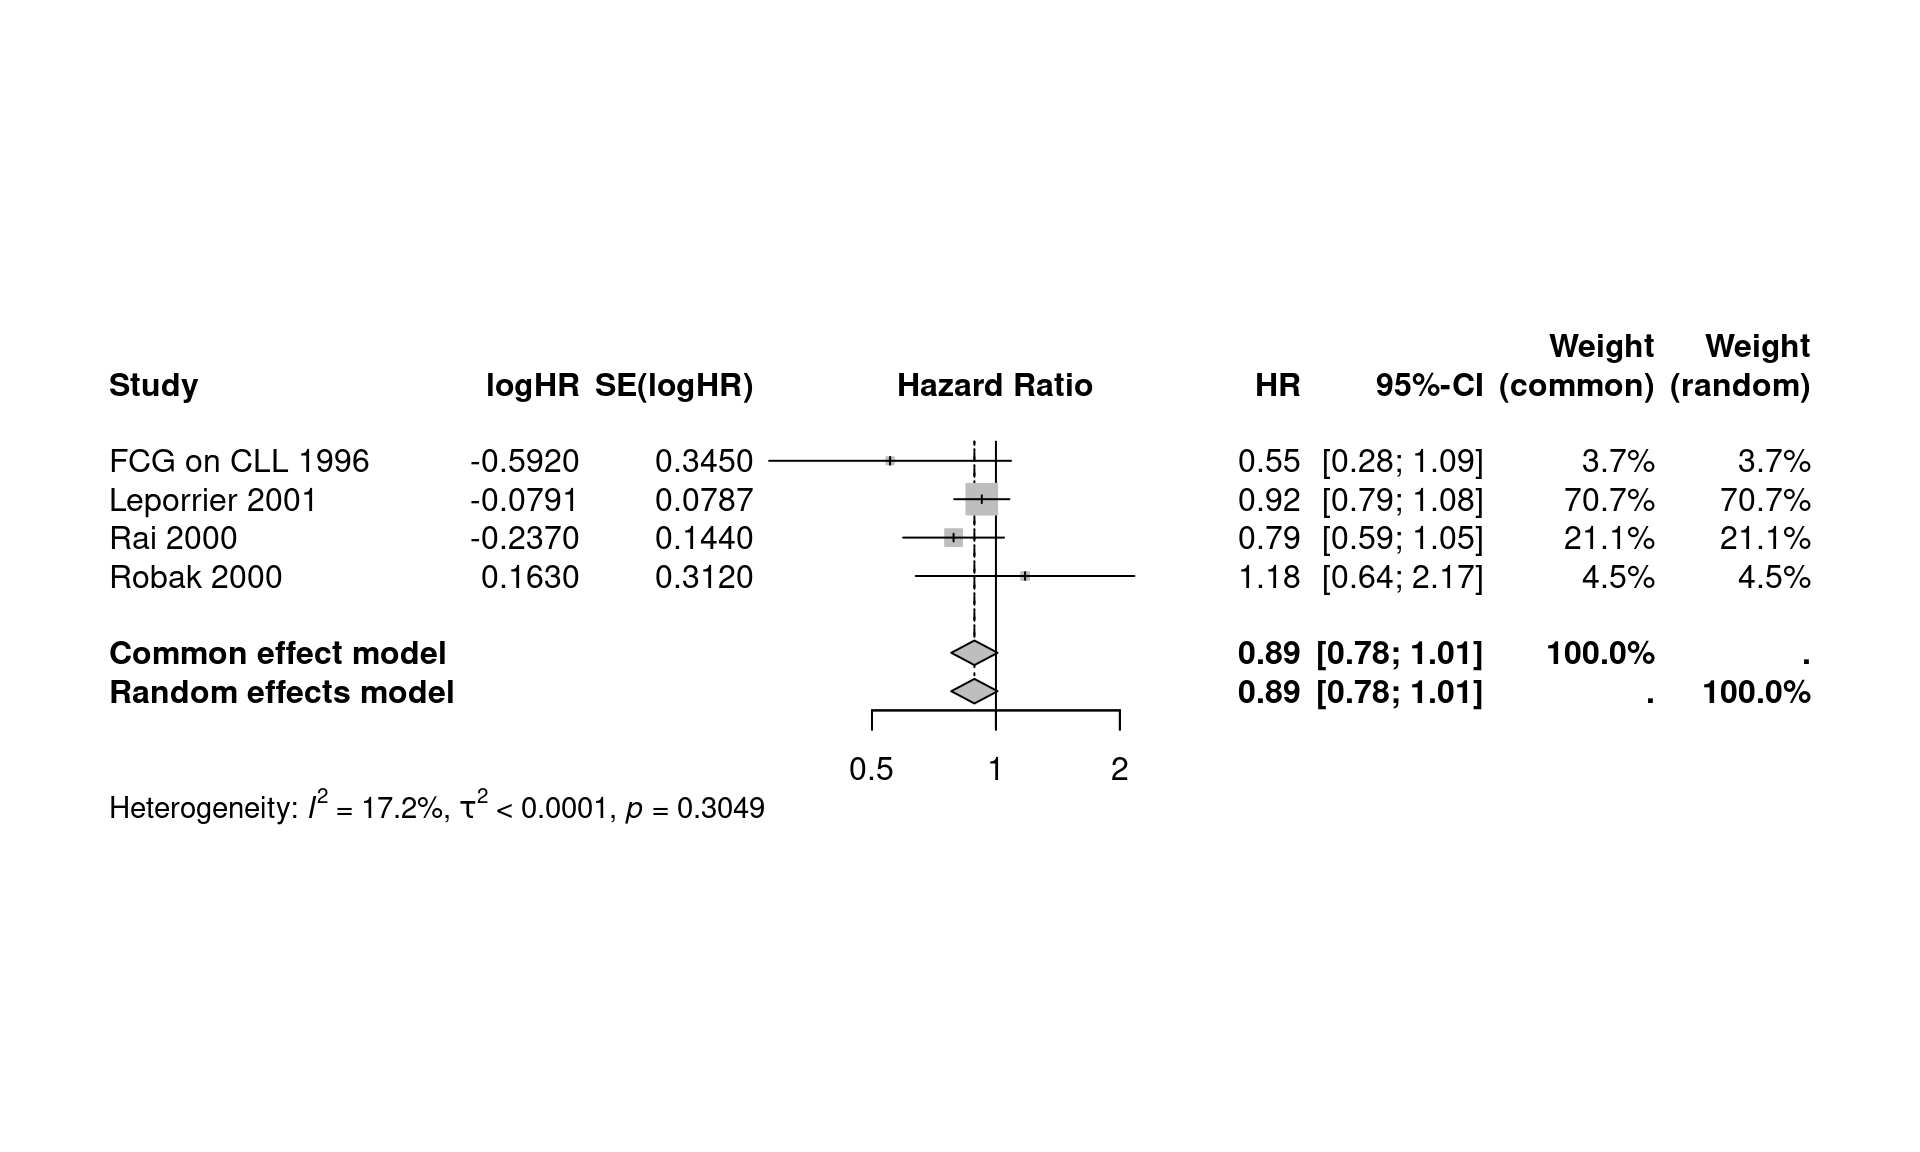 Weight Weight
Study logHR SE(logHR) Hazard Ratio HR 95%-CI (common) (random)
FCG on CLL 1996 -0.5920 0.3450 0.55 [0.28; 1.09] 3.7% 3.7%
Leporrier 2001 -0.0791 0.0787 0.92 [0.79; 1.08] 70.7% 70.7%
Rai 2000 -0.2370 0.1440 0.79 [0.59; 1.05] 21.1% 21.1%
Robak 2000 0.1630 0.3120 1.18 [0.64; 2.17] 4.5% 4.5%
Common effect model 0.89 [0.78; 1.01] 100.0% .
Random effects model 0.89 [0.78; 1.01] . 100.0%
0.5 1 2
Heterogeneity: I² = 17.2%, τ² < 0.0001, p = 0.3049